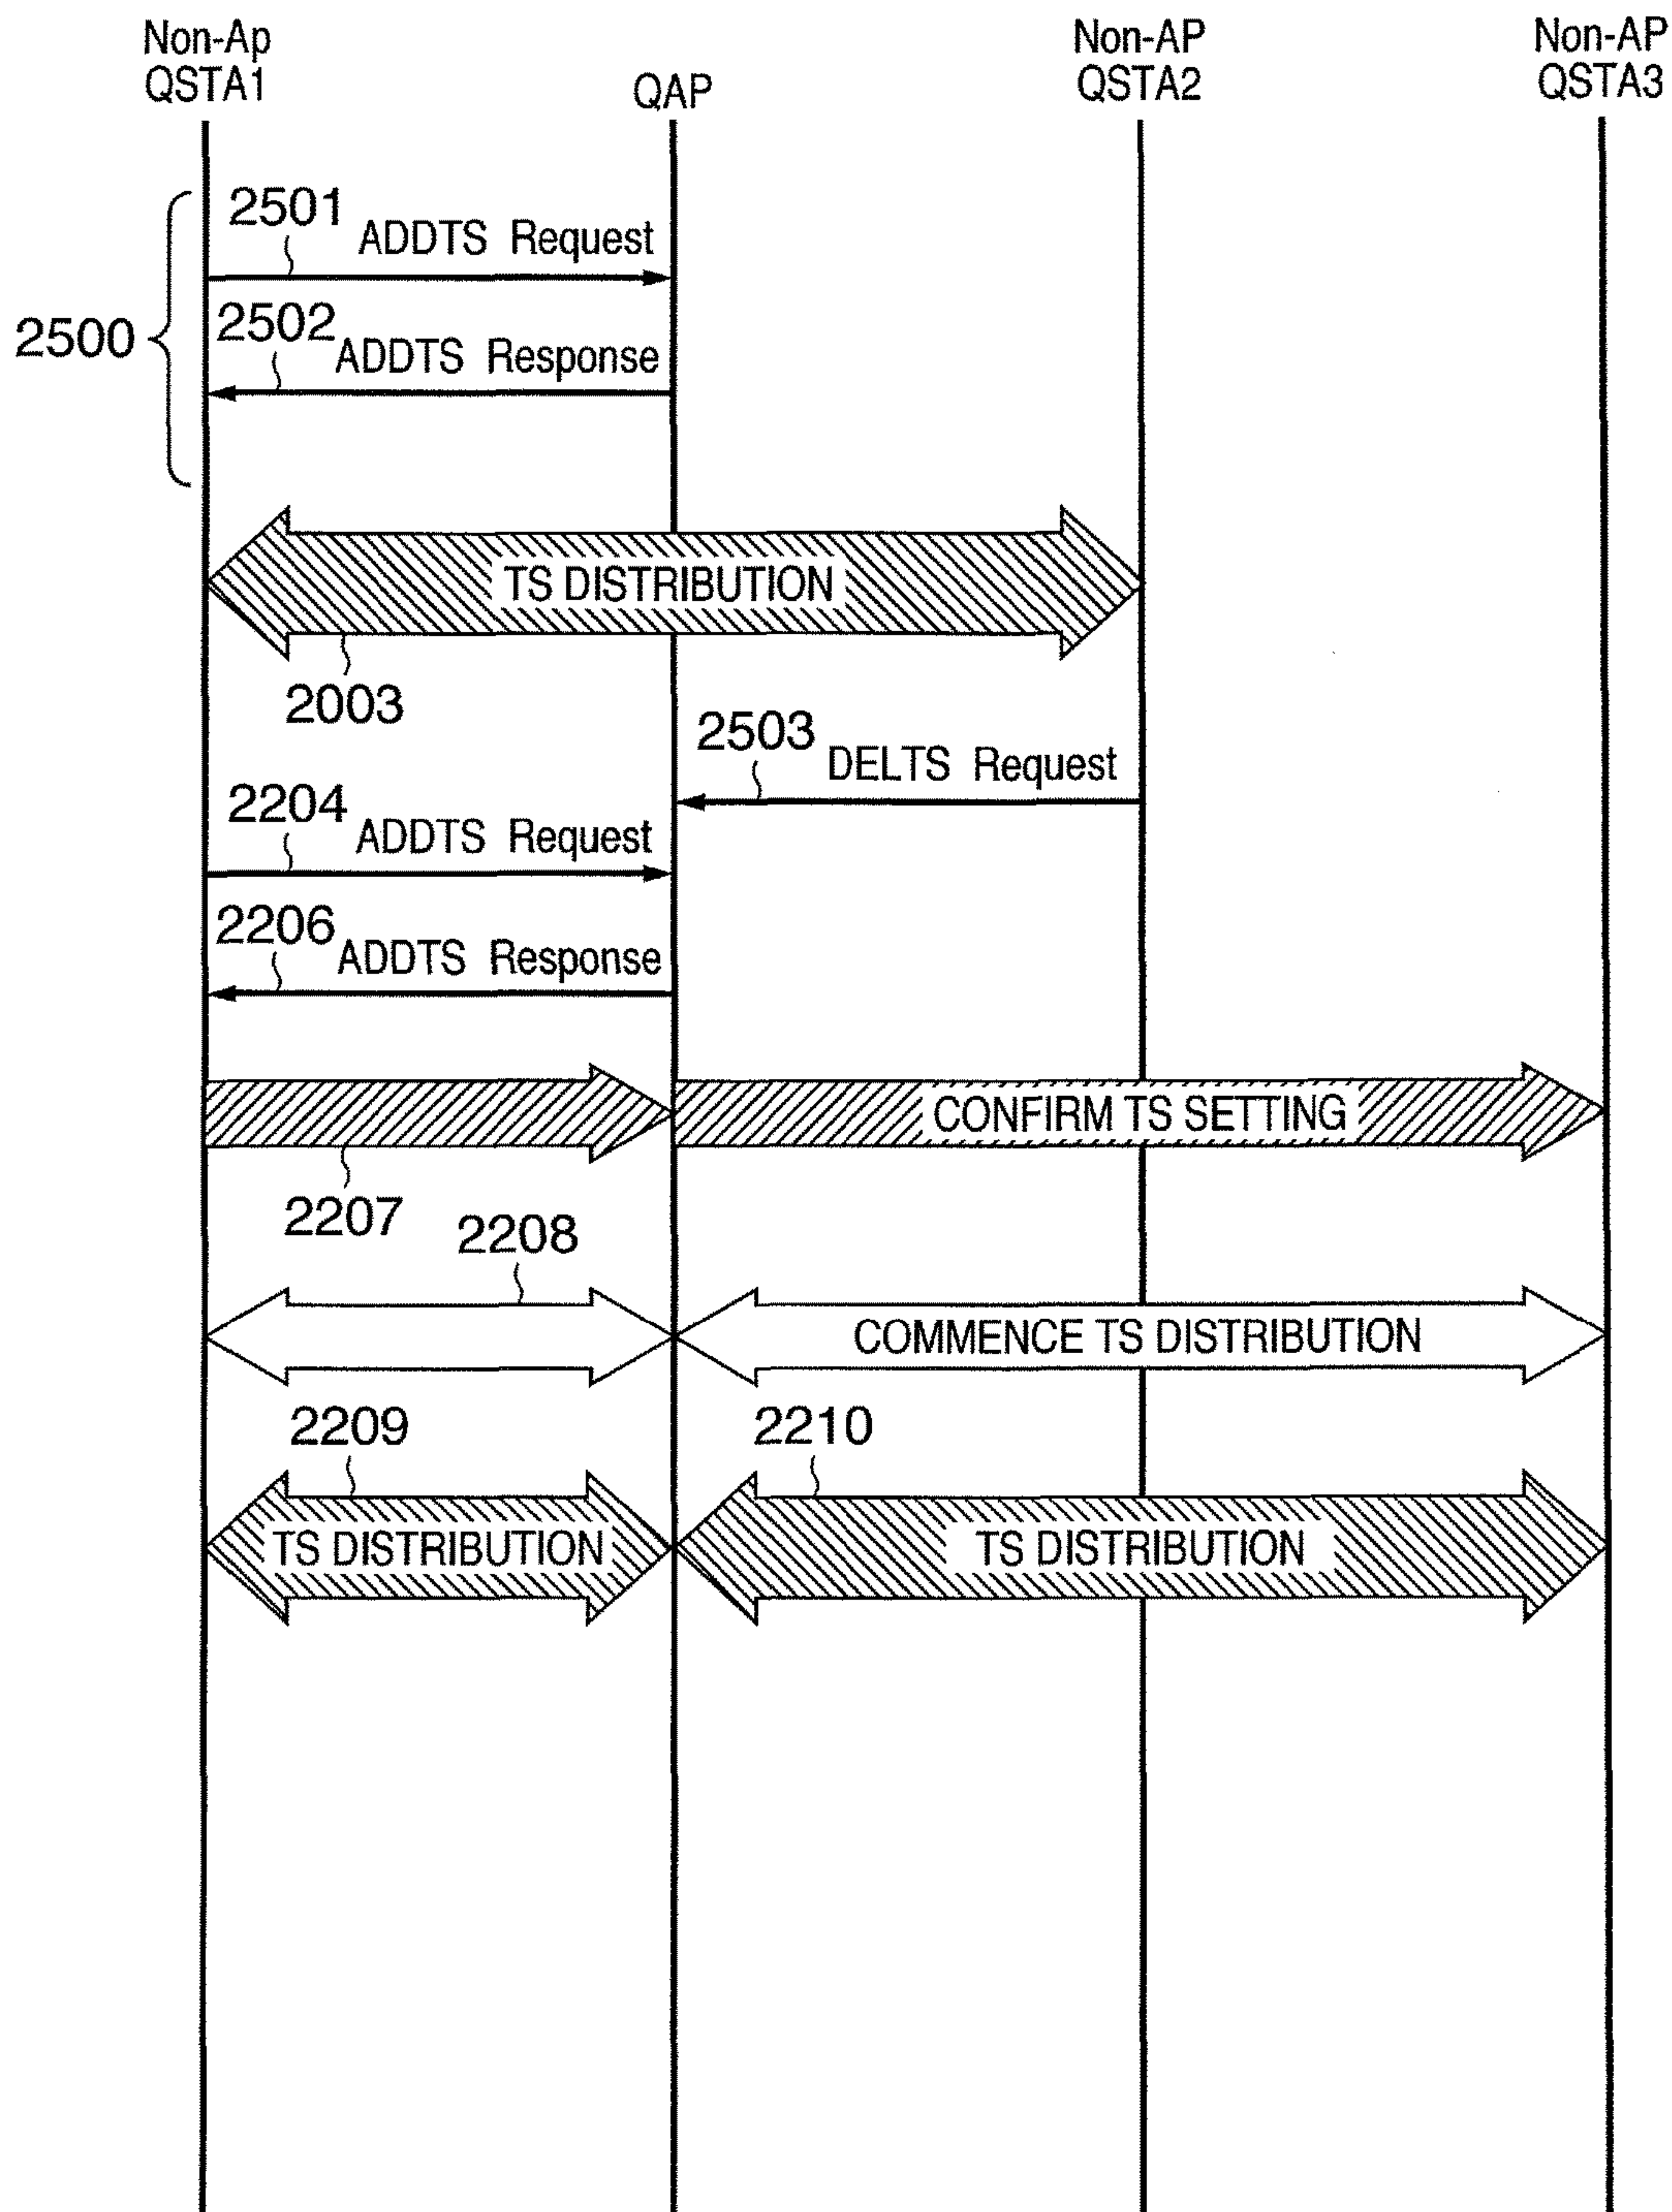 Non-Ap
QSTA1
QAP
Non-AP
QSTA2
Non-AP
QSTA3
2501
ADDTS Request
2500
2502
ADDTS Response
TS DISTRIBUTION
2003
2503
DELTS Request
2204
ADDTS Request
2206
ADDTS Response
CONFIRM TS SETTING
2207
2208
COMMENCE TS DISTRIBUTION
2209
2210
TS DISTRIBUTION
TS DISTRIBUTION